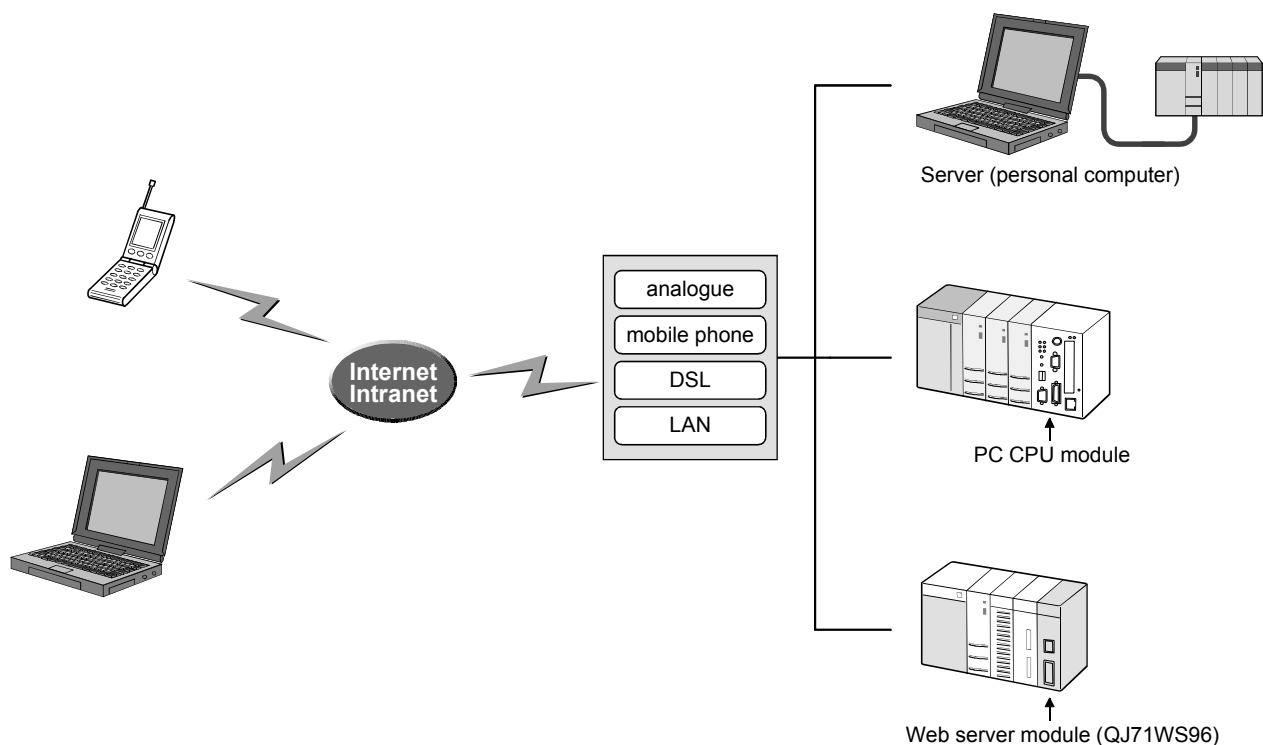 Server (personal computer)
analogue
mobile phone
DSL
LAN
Internet
Intranet
PC CPU module
Web server module (QJ71WS96)